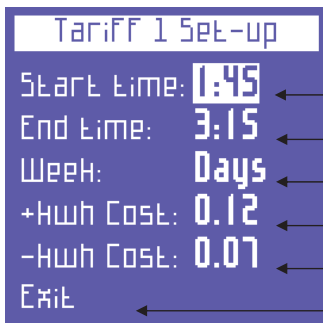 Tariff 1 Set-up
Start time: 1:45
End time: 3:15
Week: Days
+kwh Cost: 0.12
-kwh Cost: 0.07
Exit